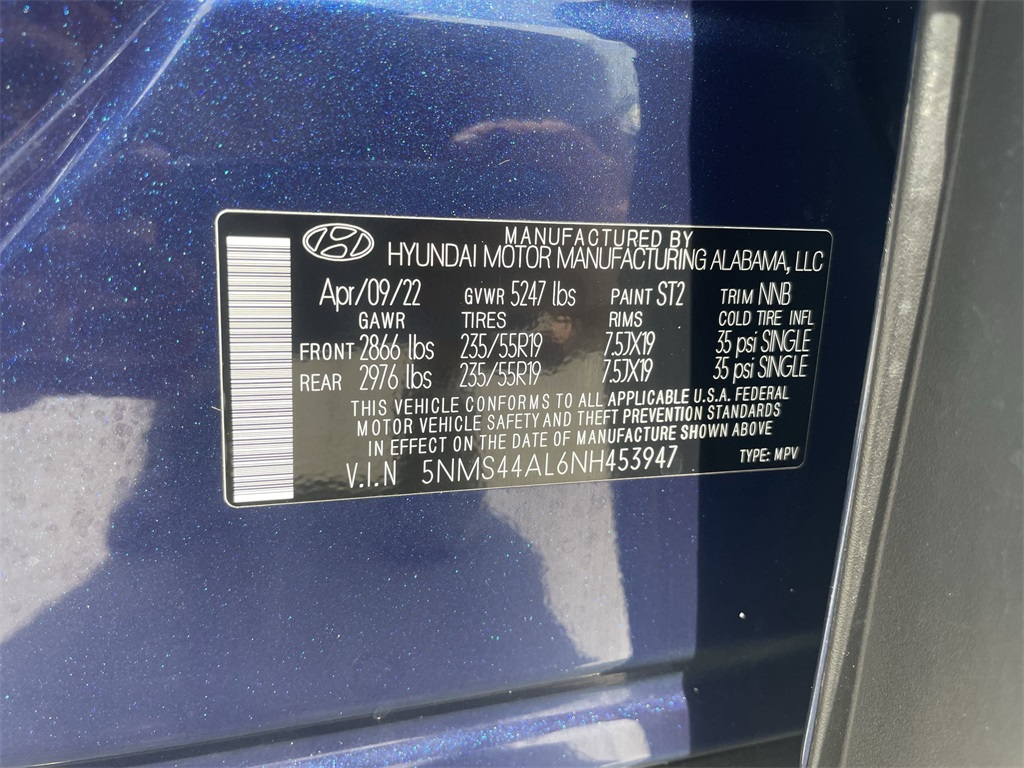 MANUFACTURED BY
HYUNDAI MOTOR MANUFACTURING ALABAMA, LLC
Apr/09/22 GVWR 5247 lbs PAINT ST2 TRIM NNB
GAWR TIRES RIMS COLD TIRE INFL
FRONT 2866 lbs 235/55R19 7.5JX19 35 psi SINGLE
REAR 2976 lbs 235/55R19 7.5JX19 35 psi SINGLE
THIS VEHICLE CONFORMS TO ALL APPLICABLE U.S.A. FEDERAL
MOTOR VEHICLE SAFETY AND THEFT PREVENTION STANDARDS
IN EFFECT ON THE DATE OF MANUFACTURE SHOWN ABOVE
V.I.N 5NMS44AL6NH453947 TYPE: MPV